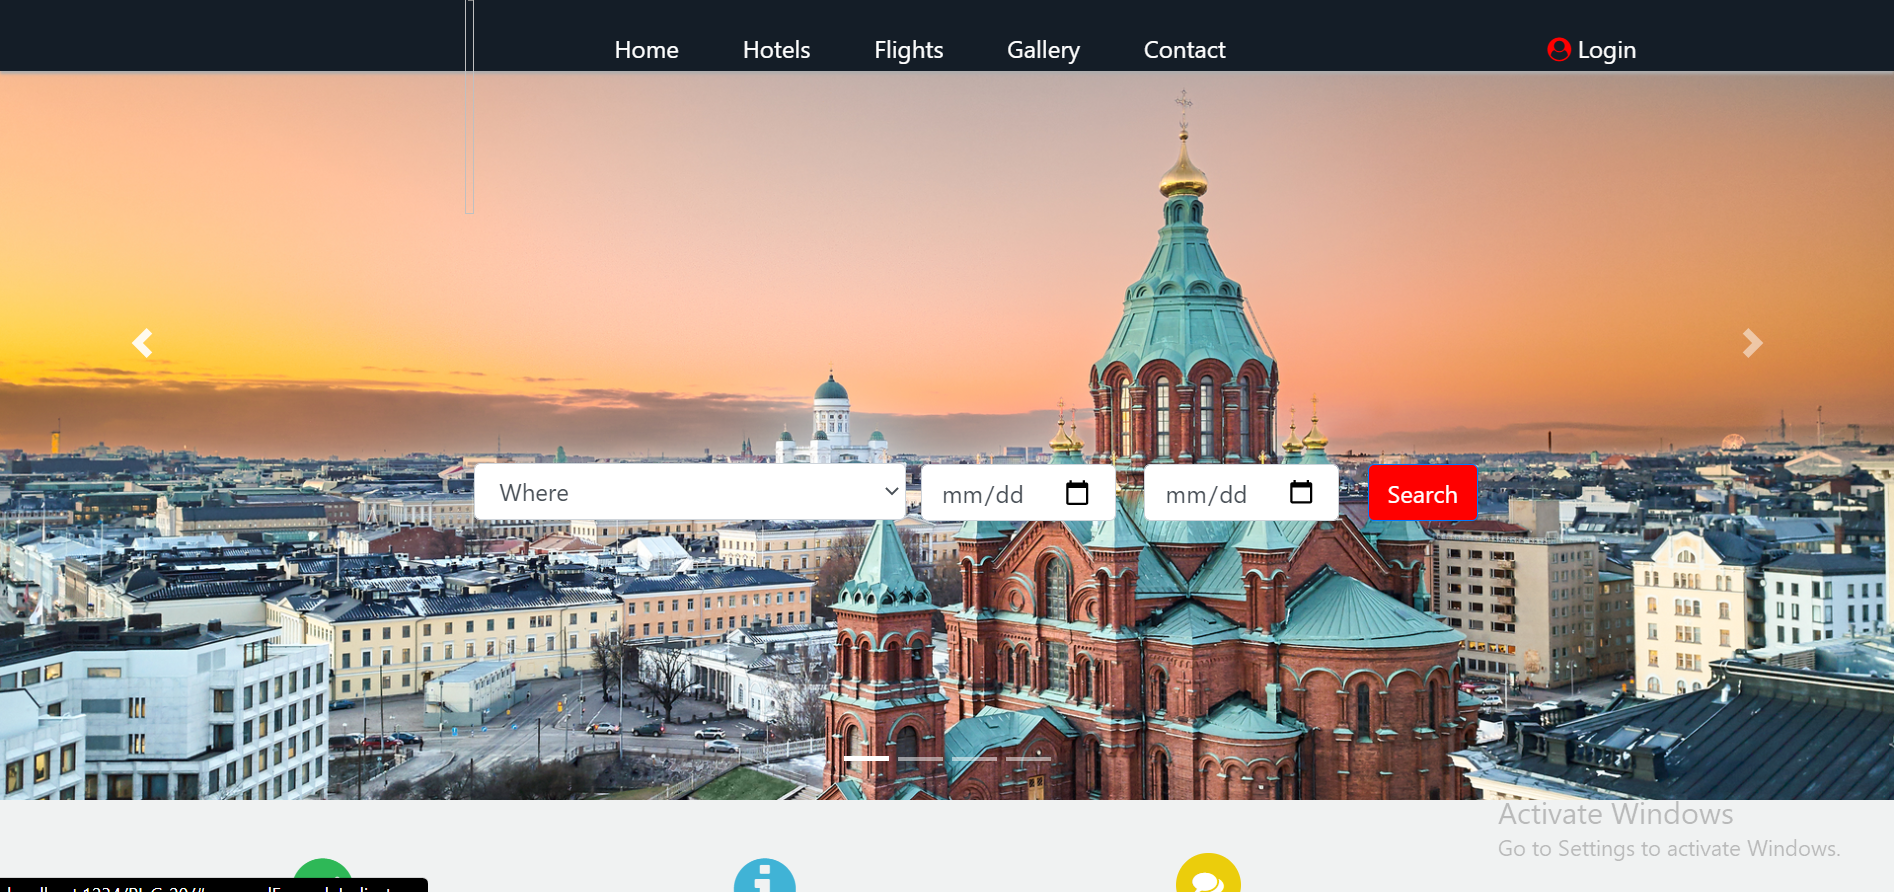 Home Hotels Flights Gallery Contact Login
Where mm/dd mm/dd Search
Activate Windows
Go to Settings to activate Windows.